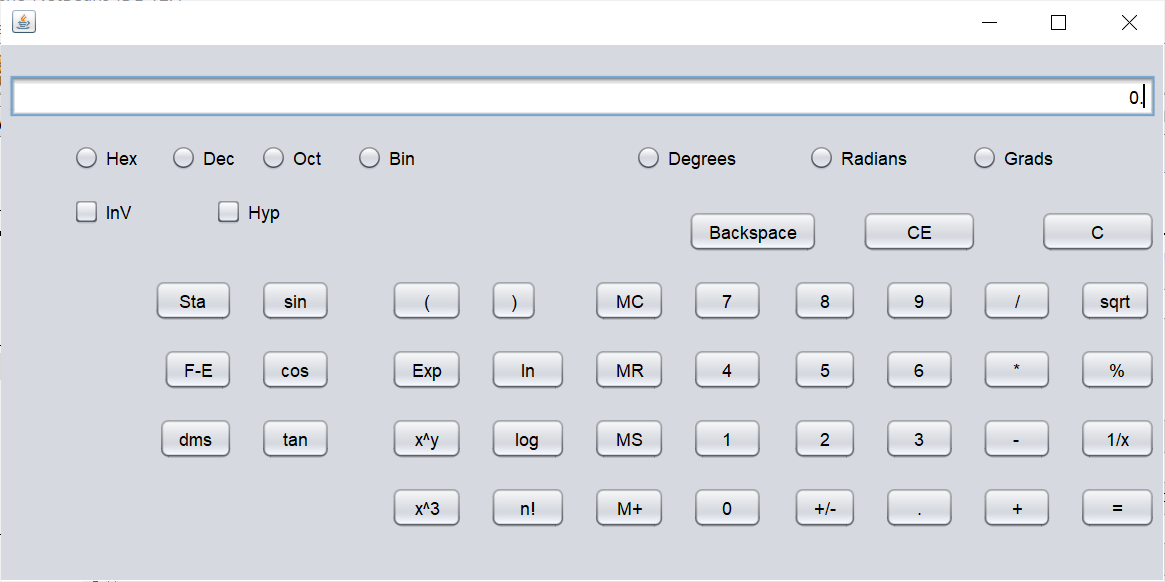 0.
Hex Dec Oct Bin Degrees Radians Grads
InV Hyp
Backspace CE C
Sta sin ( ) MC 7 8 9 / sqrt
F-E cos Exp In MR 4 5 6 * %
dms tan x^y log MS 1 2 3 - 1/x
x^3 n! M+ 0 +/- . + =